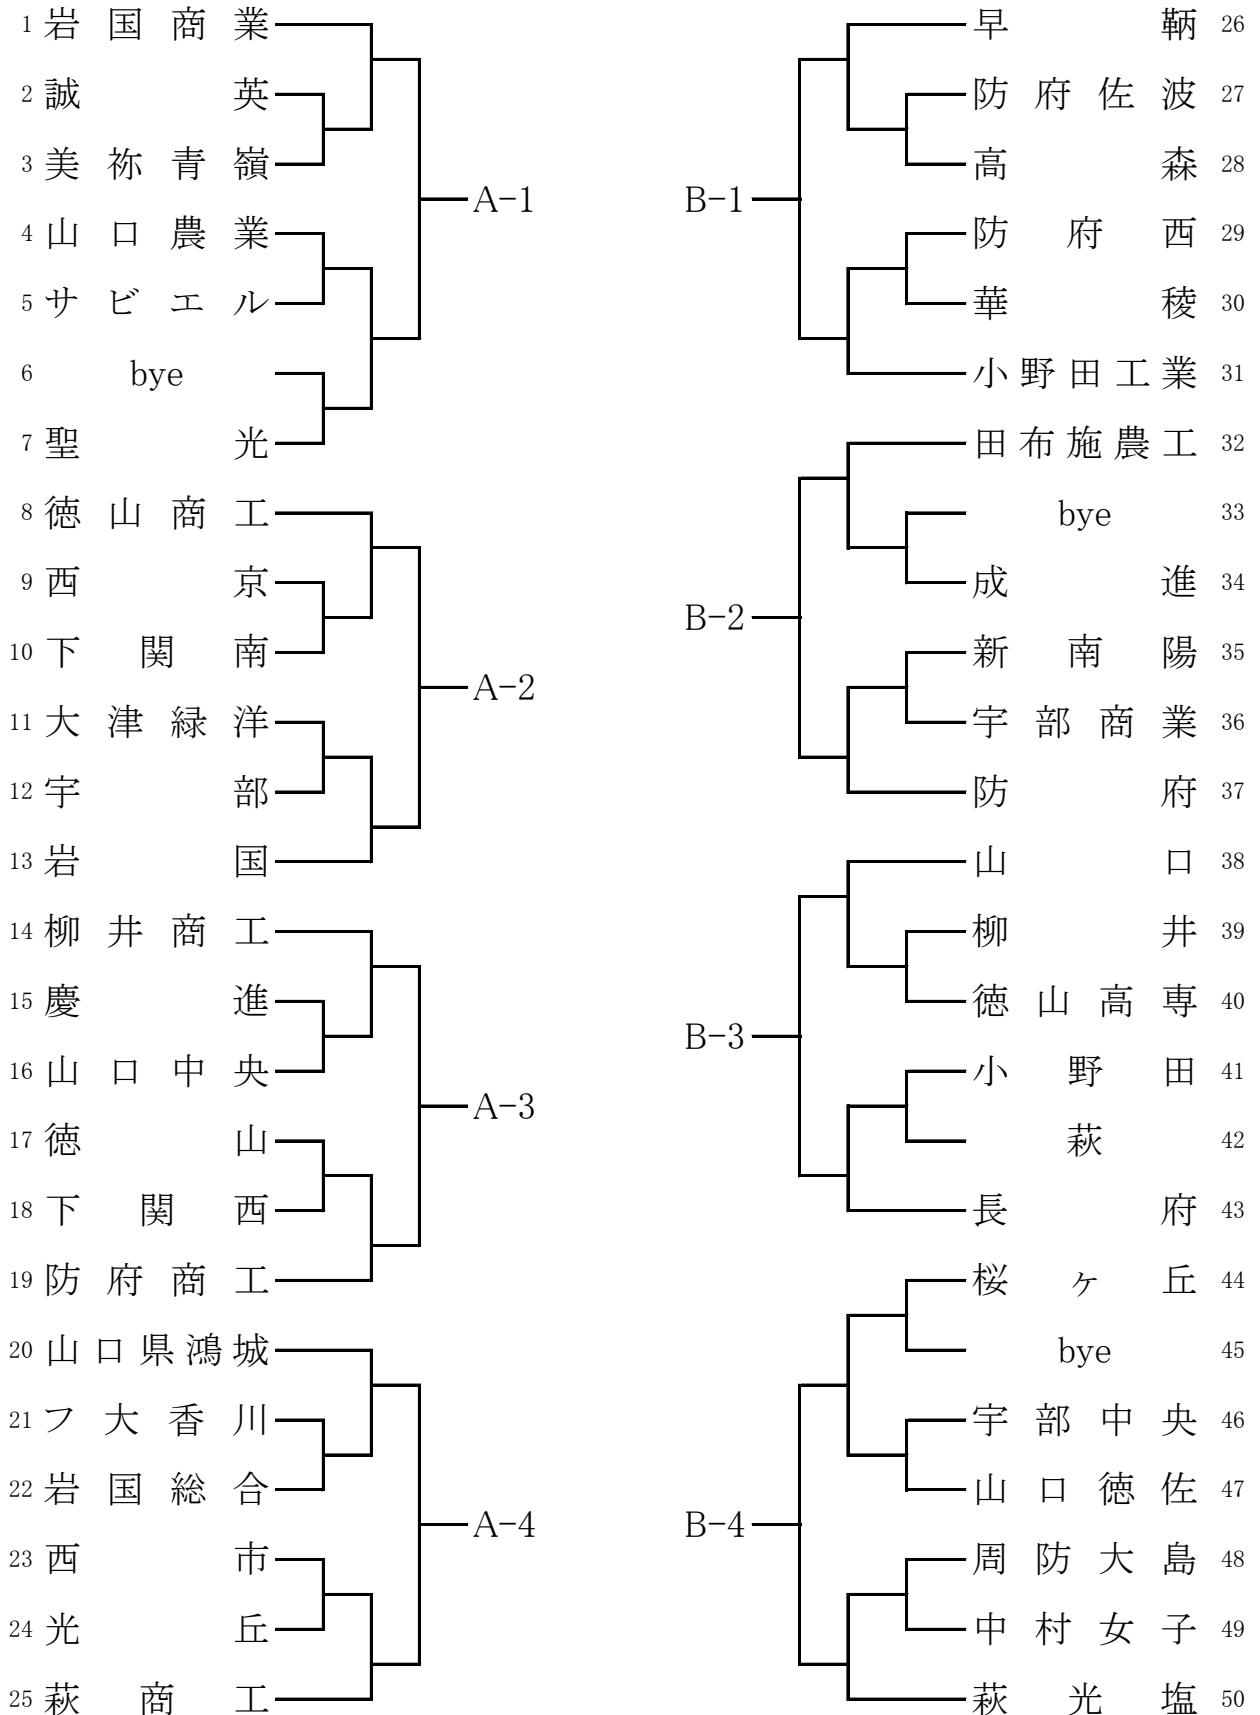 1 岩国商業
2 誠英
3 美祢青嶺
A-1
4 山口農業
5 サビエル
6 bye
7 聖光
8 徳山商工
9 西京
10 下関南
A-2
11 大津緑洋
12 宇部
13 岩国
14 柳井商工
15 慶進
16 山口中央
A-3
17 徳山
18 下関西
19 防府商工
20 山口県鴻城
21 フ大香川
22 岩国総合
A-4
23 西市
24 光丘
25 萩商工
早鞆 26
防府佐波 27
高森 28
B-1
防府西 29
華稜 30
小野田工業 31
田布施農工 32
bye 33
成進 34
B-2
新南陽 35
宇部商業 36
防府 37
山口 38
柳井 39
徳山高専 40
B-3
小野田 41
萩 42
長府 43
桜ヶ丘 44
bye 45
宇部中央 46
山口徳佐 47
B-4
周防大島 48
中村女子 49
萩光塩 50